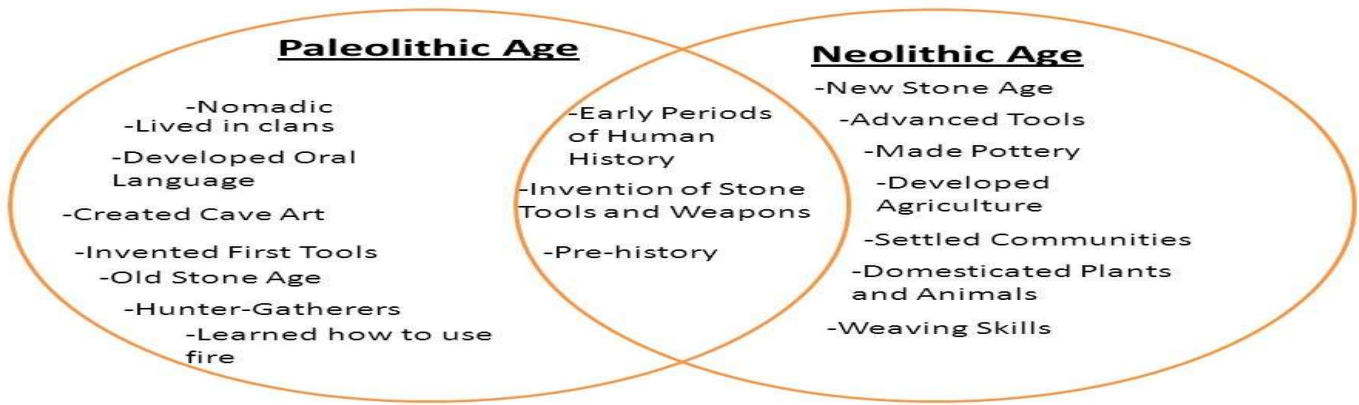 Paleolithic Age
-Nomadic
-Lived in clans
-Developed Oral
Language
-Created Cave Art
-Invented First Tools
-Old Stone Age
-Hunter-Gatherers
-Learned how to use
fire
-Early Periods
of Human
History
-Invention of Stone
Tools and Weapons
-Pre-history
Neolithic Age
-New Stone Age
-Advanced Tools
-Made Pottery
-Developed
Agriculture
-Settled Communities
-Domesticated Plants
and Animals
-Weaving Skills